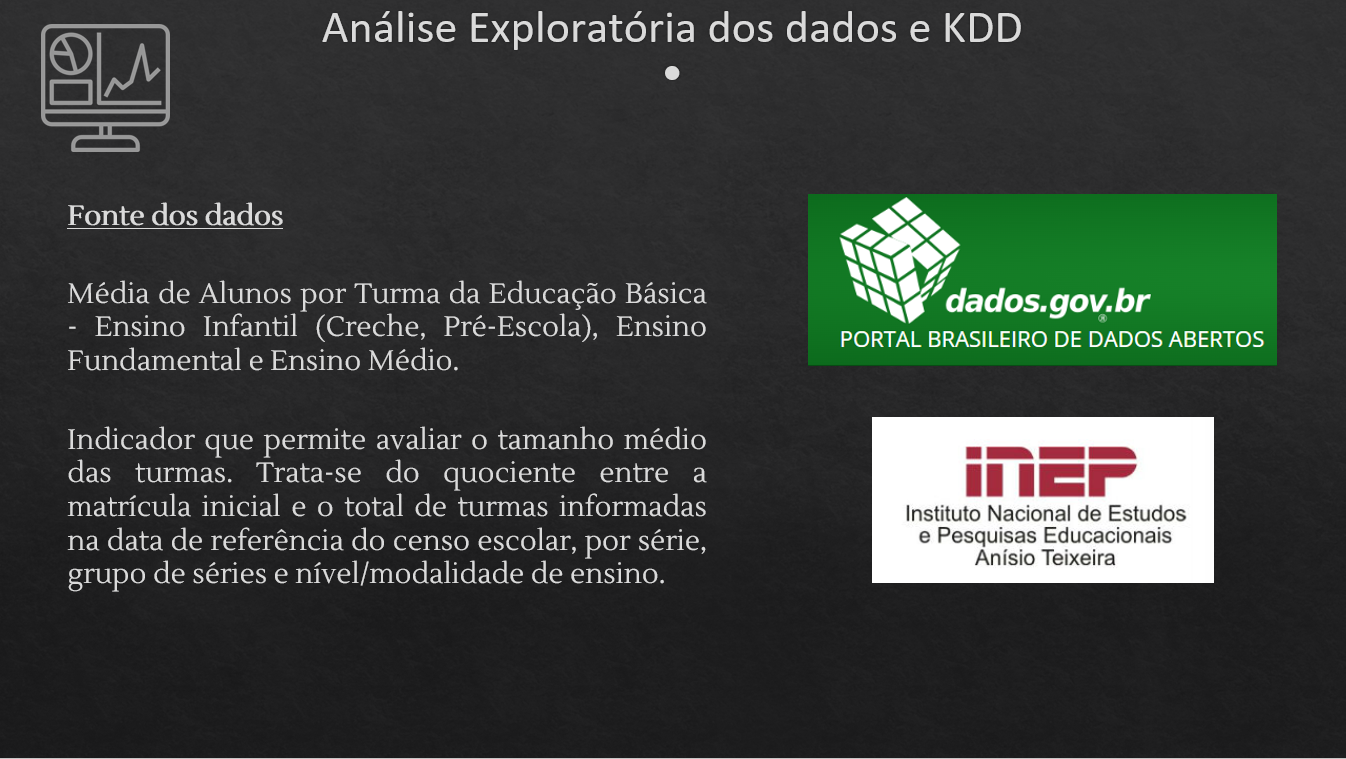 Análise Exploratória dos dados e KDD
Fonte dos dados
Média de Alunos por Turma da Educação Básica
- Ensino Infantil (Creche, Pré-Escola), Ensino
Fundamental e Ensino Médio.
Indicador que permite avaliar o tamanho médio
das turmas. Trata-se do quociente entre a
matrícula inicial e o total de turmas informadas
na data de referência do censo escolar, por série,
grupo de séries e nível/modalidade de ensino.
dados.gov.br
®
PORTAL BRASILEIRO DE DADOS ABERTOS
INEP
Instituto Nacional de Estudos
e Pesquisas Educacionais
Anísio Teixeira